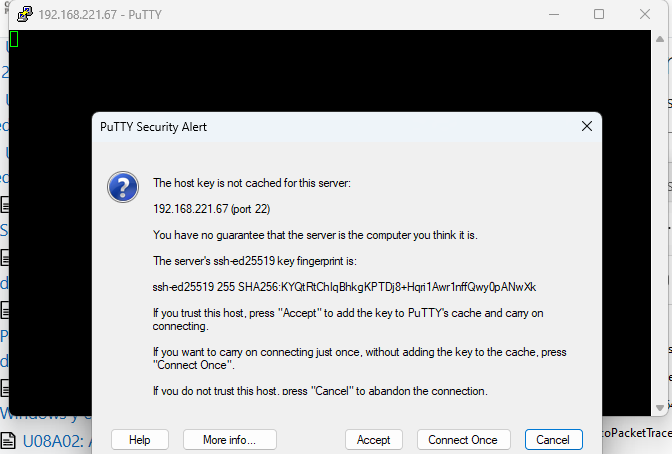 192.168.221.67 - PuTTY
PuTTY Security Alert
The host key is not cached for this server:
192.168.221.67 (port 22)
You have no guarantee that the server is the computer you think it is.
The server's ssh-ed25519 key fingerprint is:
ssh-ed25519 255 SHA256:KYQtRtChIqBhkgKPTDj8+Hqri1Awr1nffQwy0pANwXk
If you trust this host, press "Accept" to add the key to PuTTY's cache and carry on
connecting.
If you want to carry on connecting just once, without adding the key to the cache, press
"Connect Once".
If you do not trust this host, press "Cancel" to abandon the connection.
Help
More info...
Accept
Connect Once
Cancel
Windows y
U08A02:
coPacketTrace